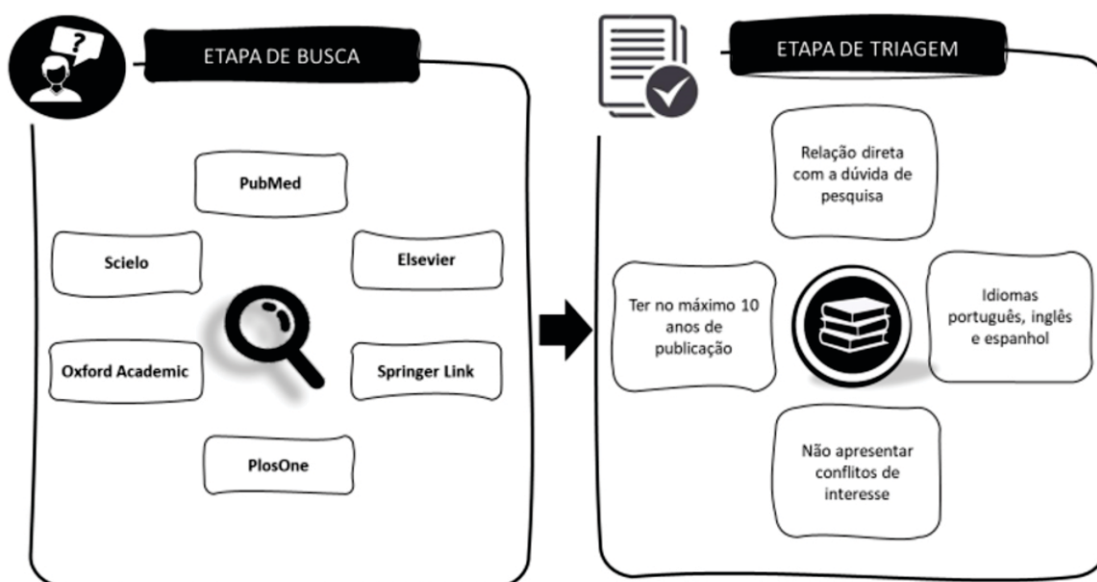 ?
ETAPA DE BUSCA
PubMed
Scielo
Elsevier
Oxford Academic
Springer Link
PlosOne
ETAPA DE TRIAGEM
Relação direta
com a dúvida de
pesquisa
Ter no máximo 10
anos de
publicação
Idiomas
português, inglês
e espanhol
Não apresentar
conflitos de
interesse